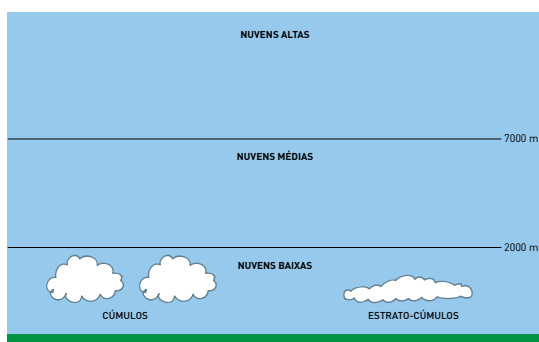 NUVENS ALTAS
7000 m
NUVENS MÉDIAS
2000 m
NUVENS BAIXAS
CÚMULOS
ESTRATO-CÚMULOS